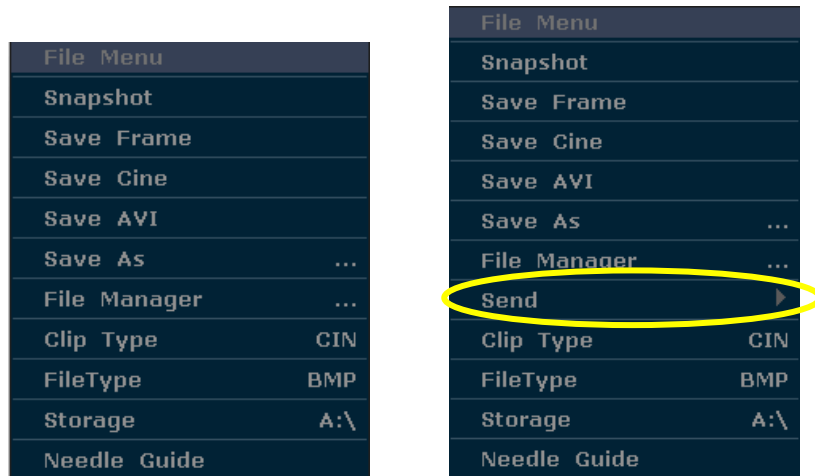 File Menu
Snapshot
Save Frame
Save Cine
Save AVI
Save As ...
File Manager ...
Clip Type CIN
FileType BMP
Storage A:\
Needle Guide
File Menu
Snapshot
Save Frame
Save Cine
Save AVI
Save As ...
File Manager ...
Send
Clip Type CIN
FileType BMP
Storage A:\
Needle Guide